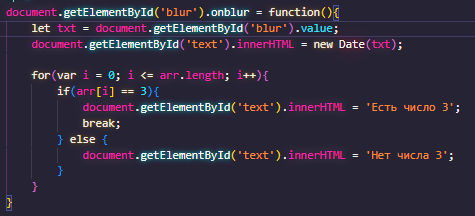 document.getElementById('blur').onblur = function(){
let txt = document.getElementById('blur').value;
document.getElementById('text').innerHTML = new Date(txt);
for(var i = 0; i <= arr.length; i++){
if(arr[i] == 3){
document.getElementById('text').innerHTML = 'Есть число 3';
break;
} else {
document.getElementById('text').innerHTML = 'Нет числа 3';
}
}
}